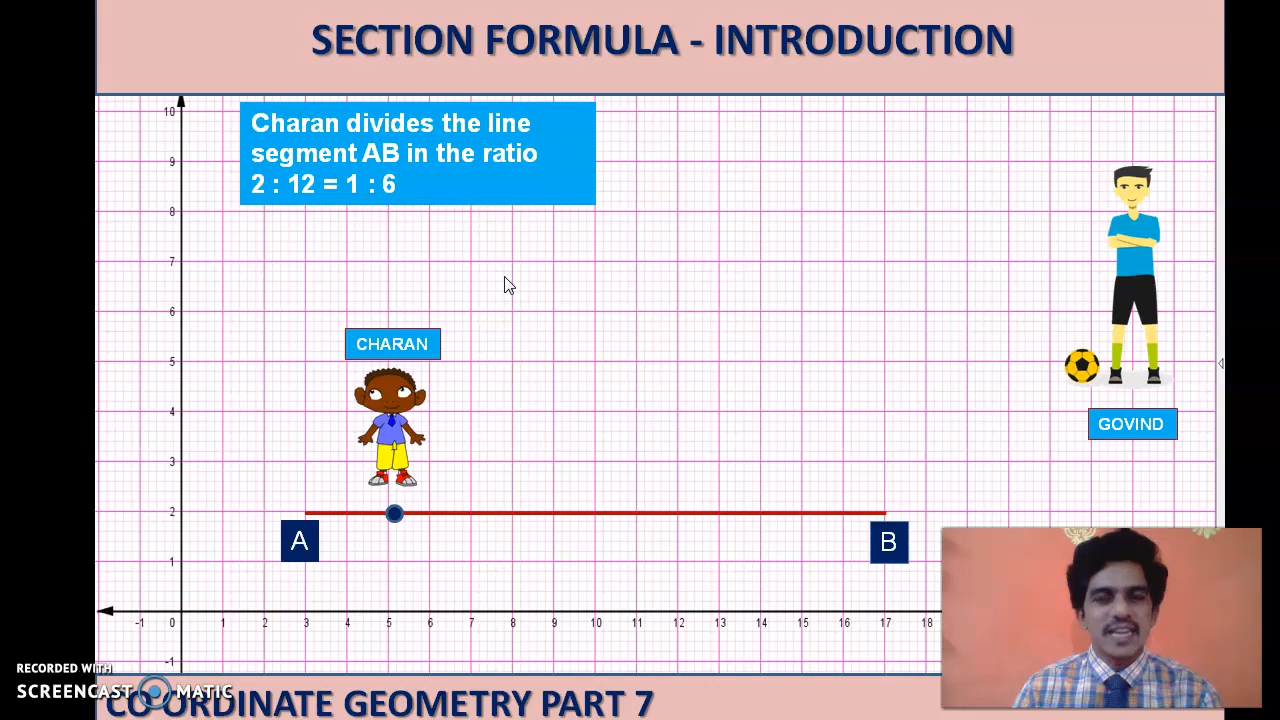 SECTION FORMULA - INTRODUCTION
Charan divides the line
segment AB in the ratio
2 : 12 = 1 : 6
CHARAN
GOVIND
A
B
10
9
8
7
6
5
4
3
2
1
-1
-1 0 1 2 3 4 5 6 7 8 9 10 11 12 13 14 15 16 17 18
RECORDED WITH
SCREENCAST MATIC
CO ORDINATE GEOMETRY PART 7